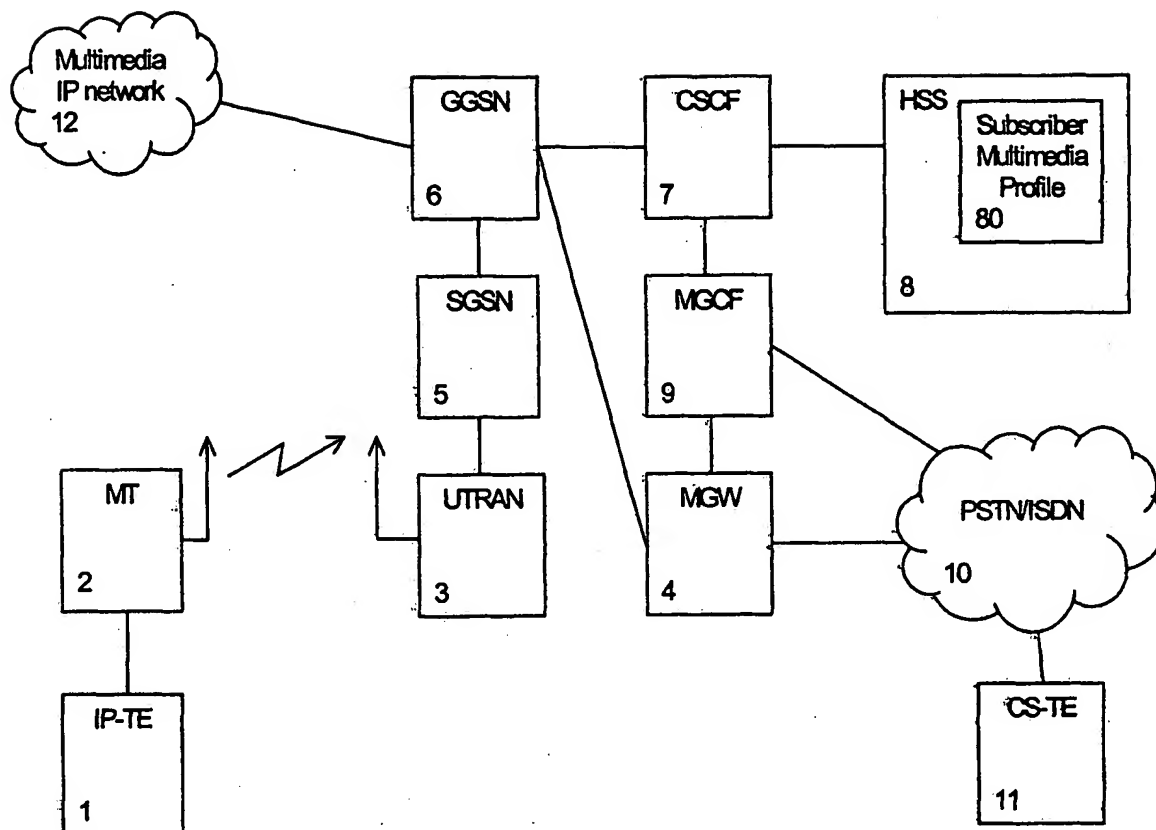 Multimedia
IP network
12
GGSN
6
CSCF
7
HSS
Subscriber
Multimedia
Profile
80
8
SGSN
5
MGCF
9
MT
2
UTRAN
3
MGW
4
PSTN/ISDN
10
IP-TE
1
CS-TE
11